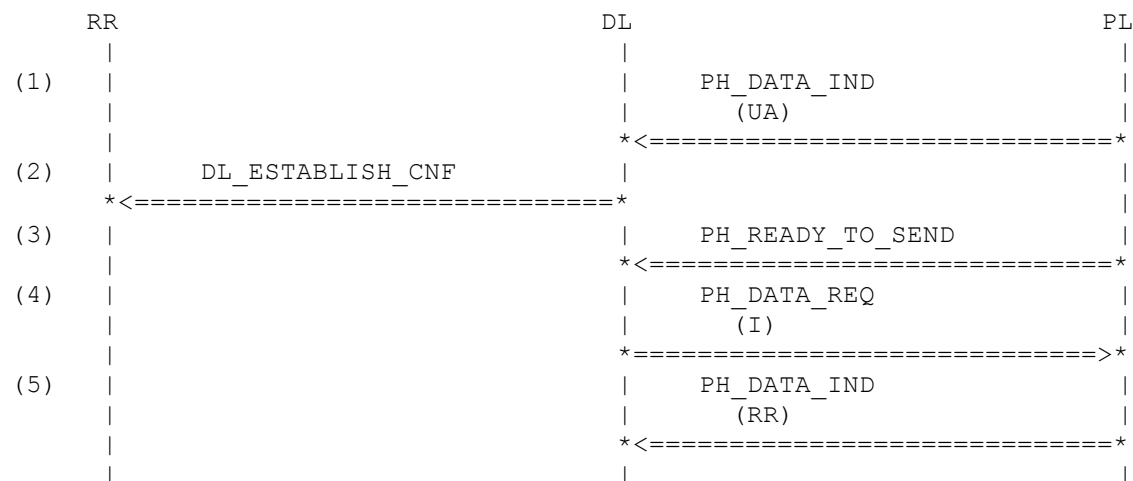 RR DL PL
(1) PH_DATA_IND
(UA)
(2) DL_ESTABLISH_CNF
(3) PH_READY_TO_SEND
(4) PH_DATA_REQ
(I)
(5) PH_DATA_IND
(RR)